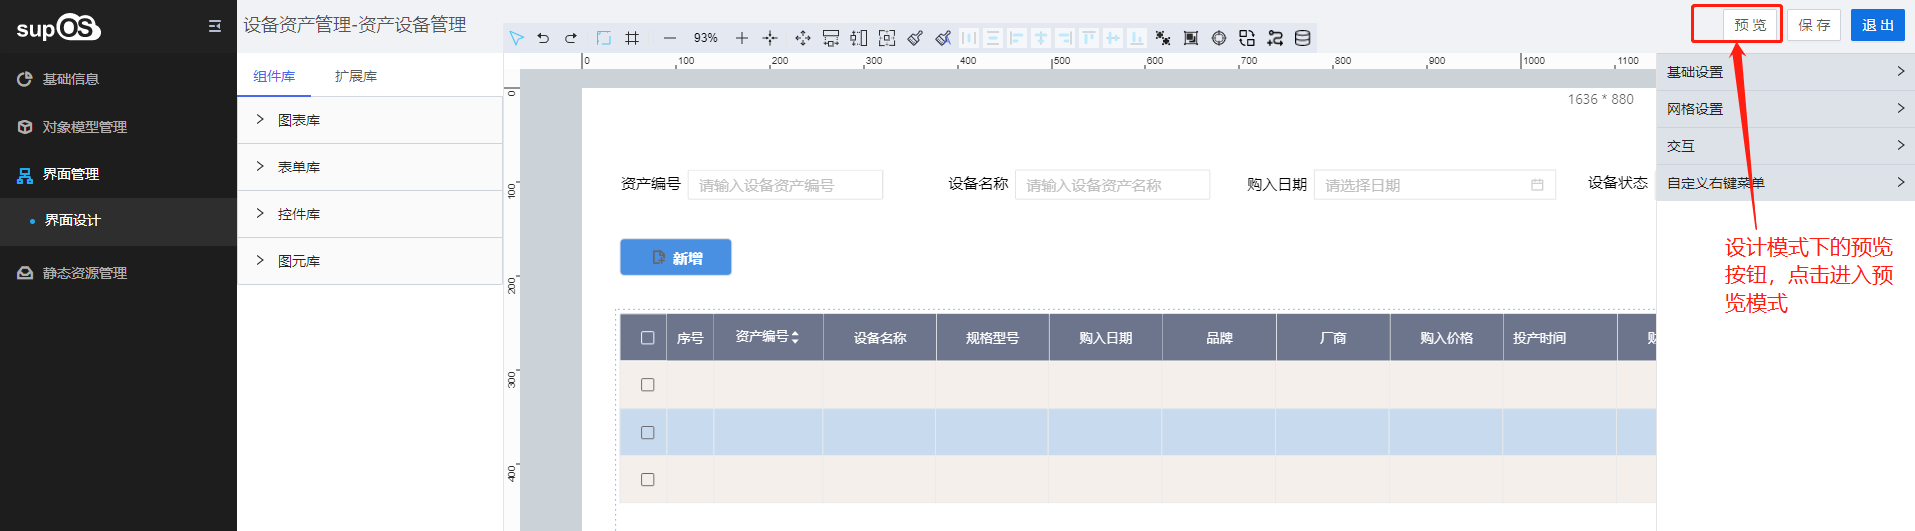 supOS
设备资产管理-资产设备管理
93%
预 览
保 存
退 出
基础信息
对象模型管理
界面管理
界面设计
静态资源管理
组件库
扩展库
图表库
表单库
控件库
图元库
0
100
200
300
400
500
600
700
800
900
1000
1100
0
100
200
300
400
1636 * 880
资产编号
请输入设备资产编号
设备名称
请输入设备资产名称
购入日期
请选择日期
设备状态
新增
序号
资产编号
设备名称
规格型号
购入日期
品牌
厂商
购入价格
投产时间
基础设置
网格设置
交互
自定义右键菜单
设计模式下的预览
按钮，点击进入预
览模式